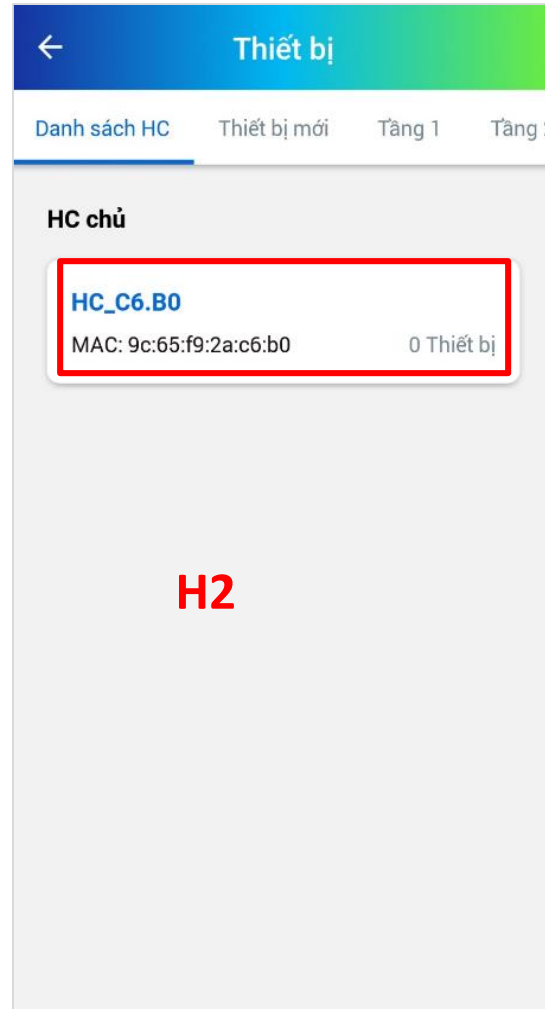 Thiết bị
Danh sách HC Thiết bị mới Tầng 1 Tầng
HC chủ
HC_C6.B0
MAC: 9c:65:f9:2a:c6:b0 0 Thiết bị
H2